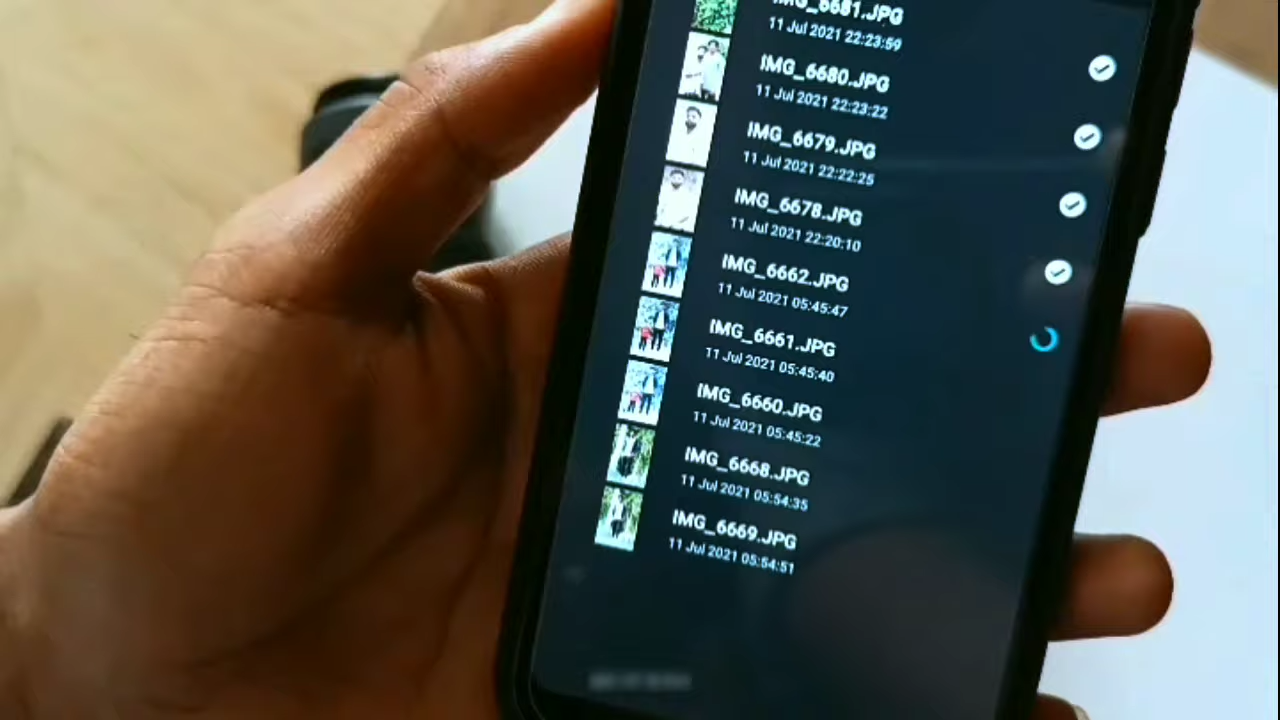 IMG_6681.JPG
11 Jul 2021 22:23:59
IMG_6680.JPG
11 Jul 2021 22:23:22
IMG_6679.JPG
11 Jul 2021 22:22:25
IMG_6678.JPG
11 Jul 2021 22:20:10
IMG_6662.JPG
11 Jul 2021 05:45:47
IMG_6661.JPG
11 Jul 2021 05:45:40
IMG_6660.JPG
11 Jul 2021 05:45:22
IMG_6668.JPG
11 Jul 2021 05:54:35
IMG_6669.JPG
11 Jul 2021 05:54:51